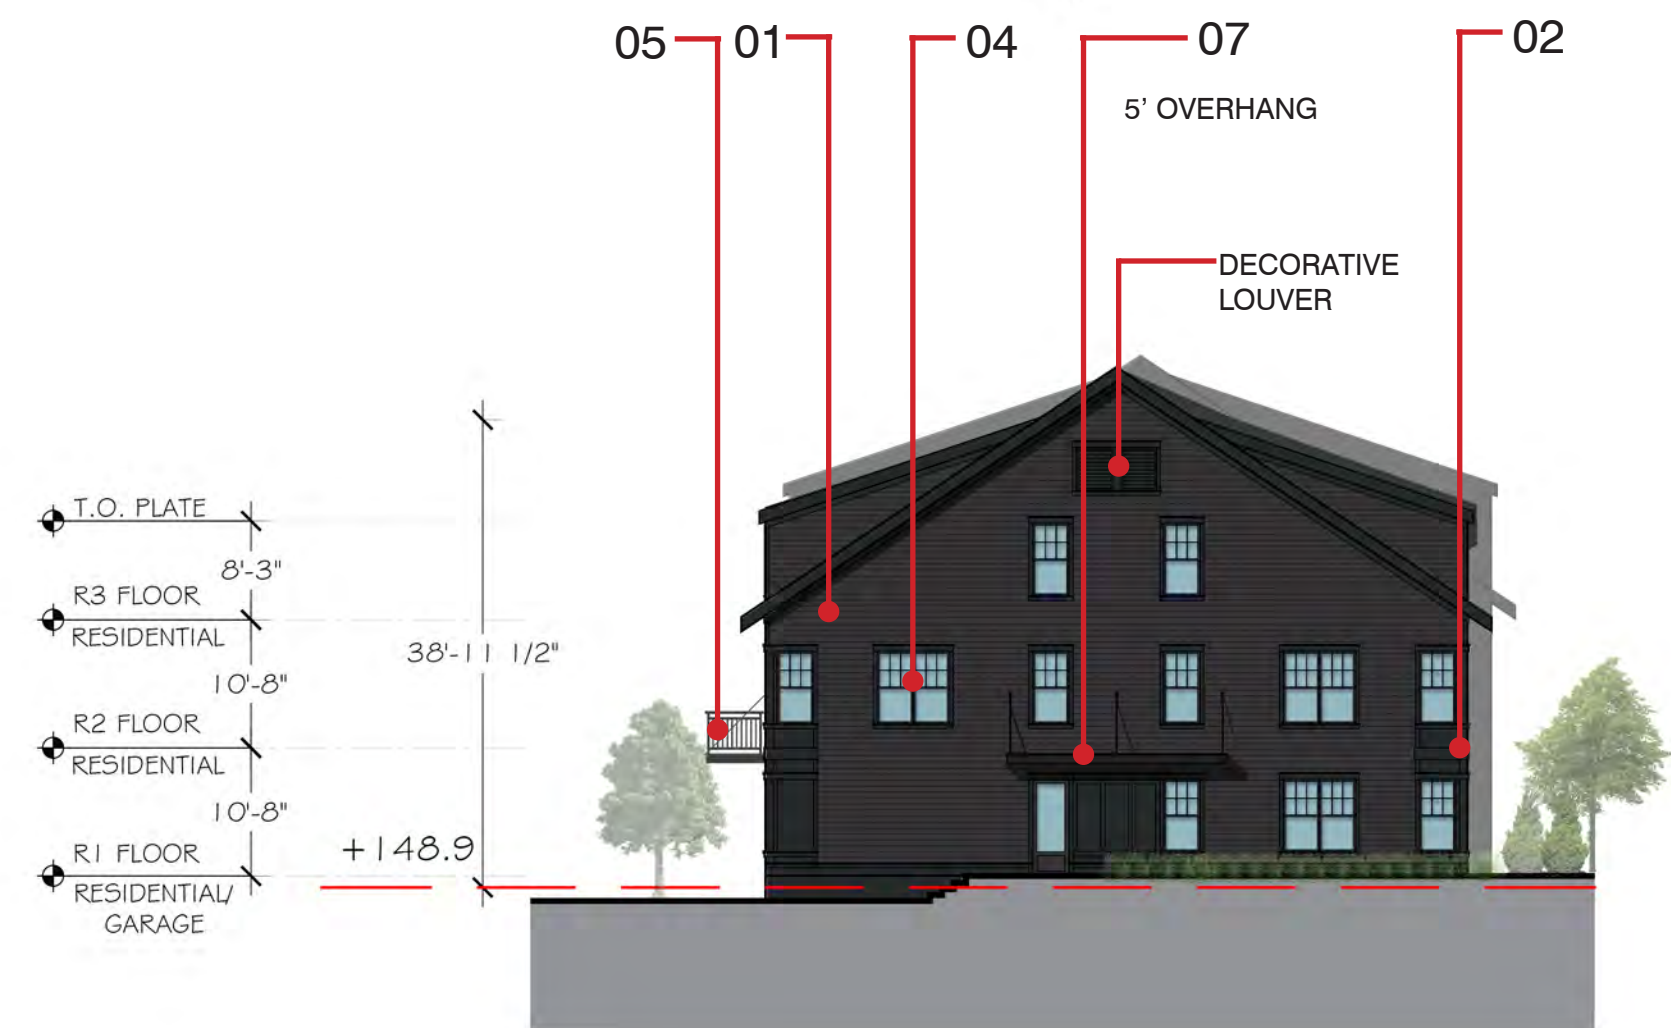 05 01 04 07 02
5’ OVERHANG
DECORATIVE
LOUVER
T.O. PLATE
8'-3"
R3 FLOOR
RESIDENTIAL
38'-11 1/2"
10'-8"
R2 FLOOR
RESIDENTIAL
10'-8"
+148.9
R1 FLOOR
RESIDENTIAL/
GARAGE